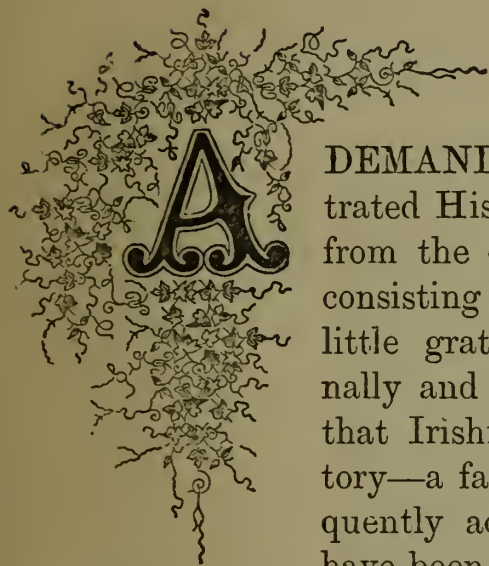 A DEMAND
trated His
from the
consisting
little grat
nally and
that Irish
tory—a fa
quently ac
have been